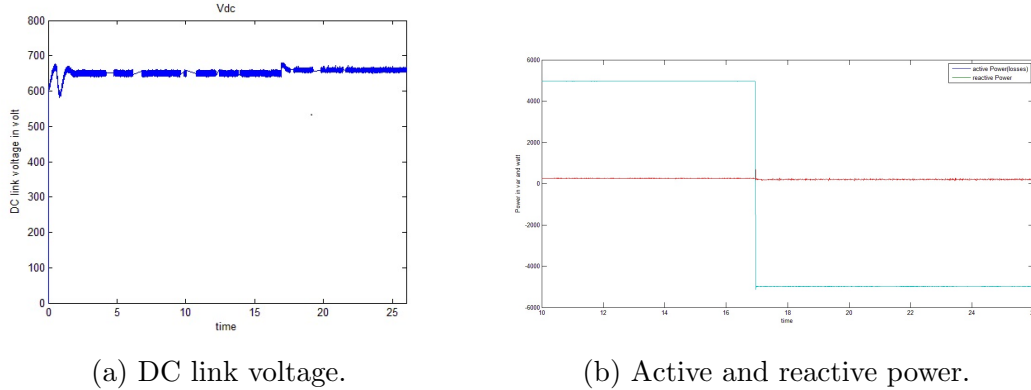 Vdc
800
700
600
500
400
300
200
100
0
DC link voltage in volt
0 5 10 15 20 25
time
6000
4000
2000
0
-2000
-4000
-6000
Power in var and watt
active Power(losses)
reactive Power
10 12 14 16 18 20 22 24
time
(a) DC link voltage.
(b) Active and reactive power.